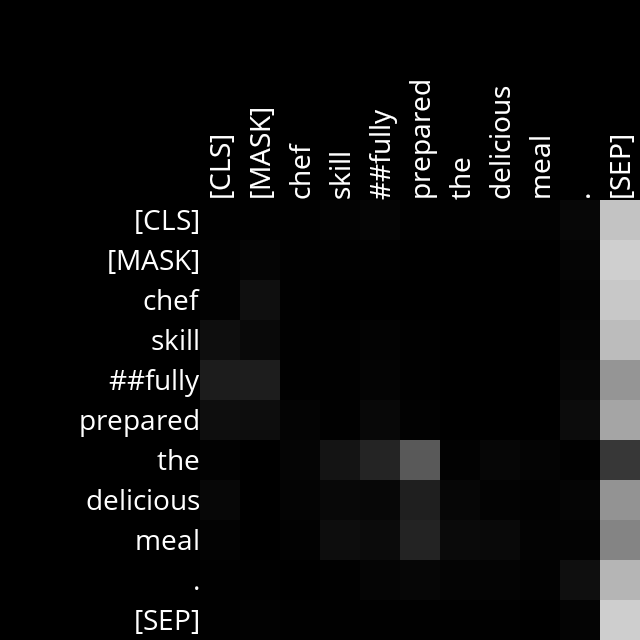 [CLS] [MASK] chef skill ##fully prepared the delicious meal . [SEP]
[CLS]
[MASK]
chef
skill
##fully
prepared
the
delicious
meal
.
[SEP]